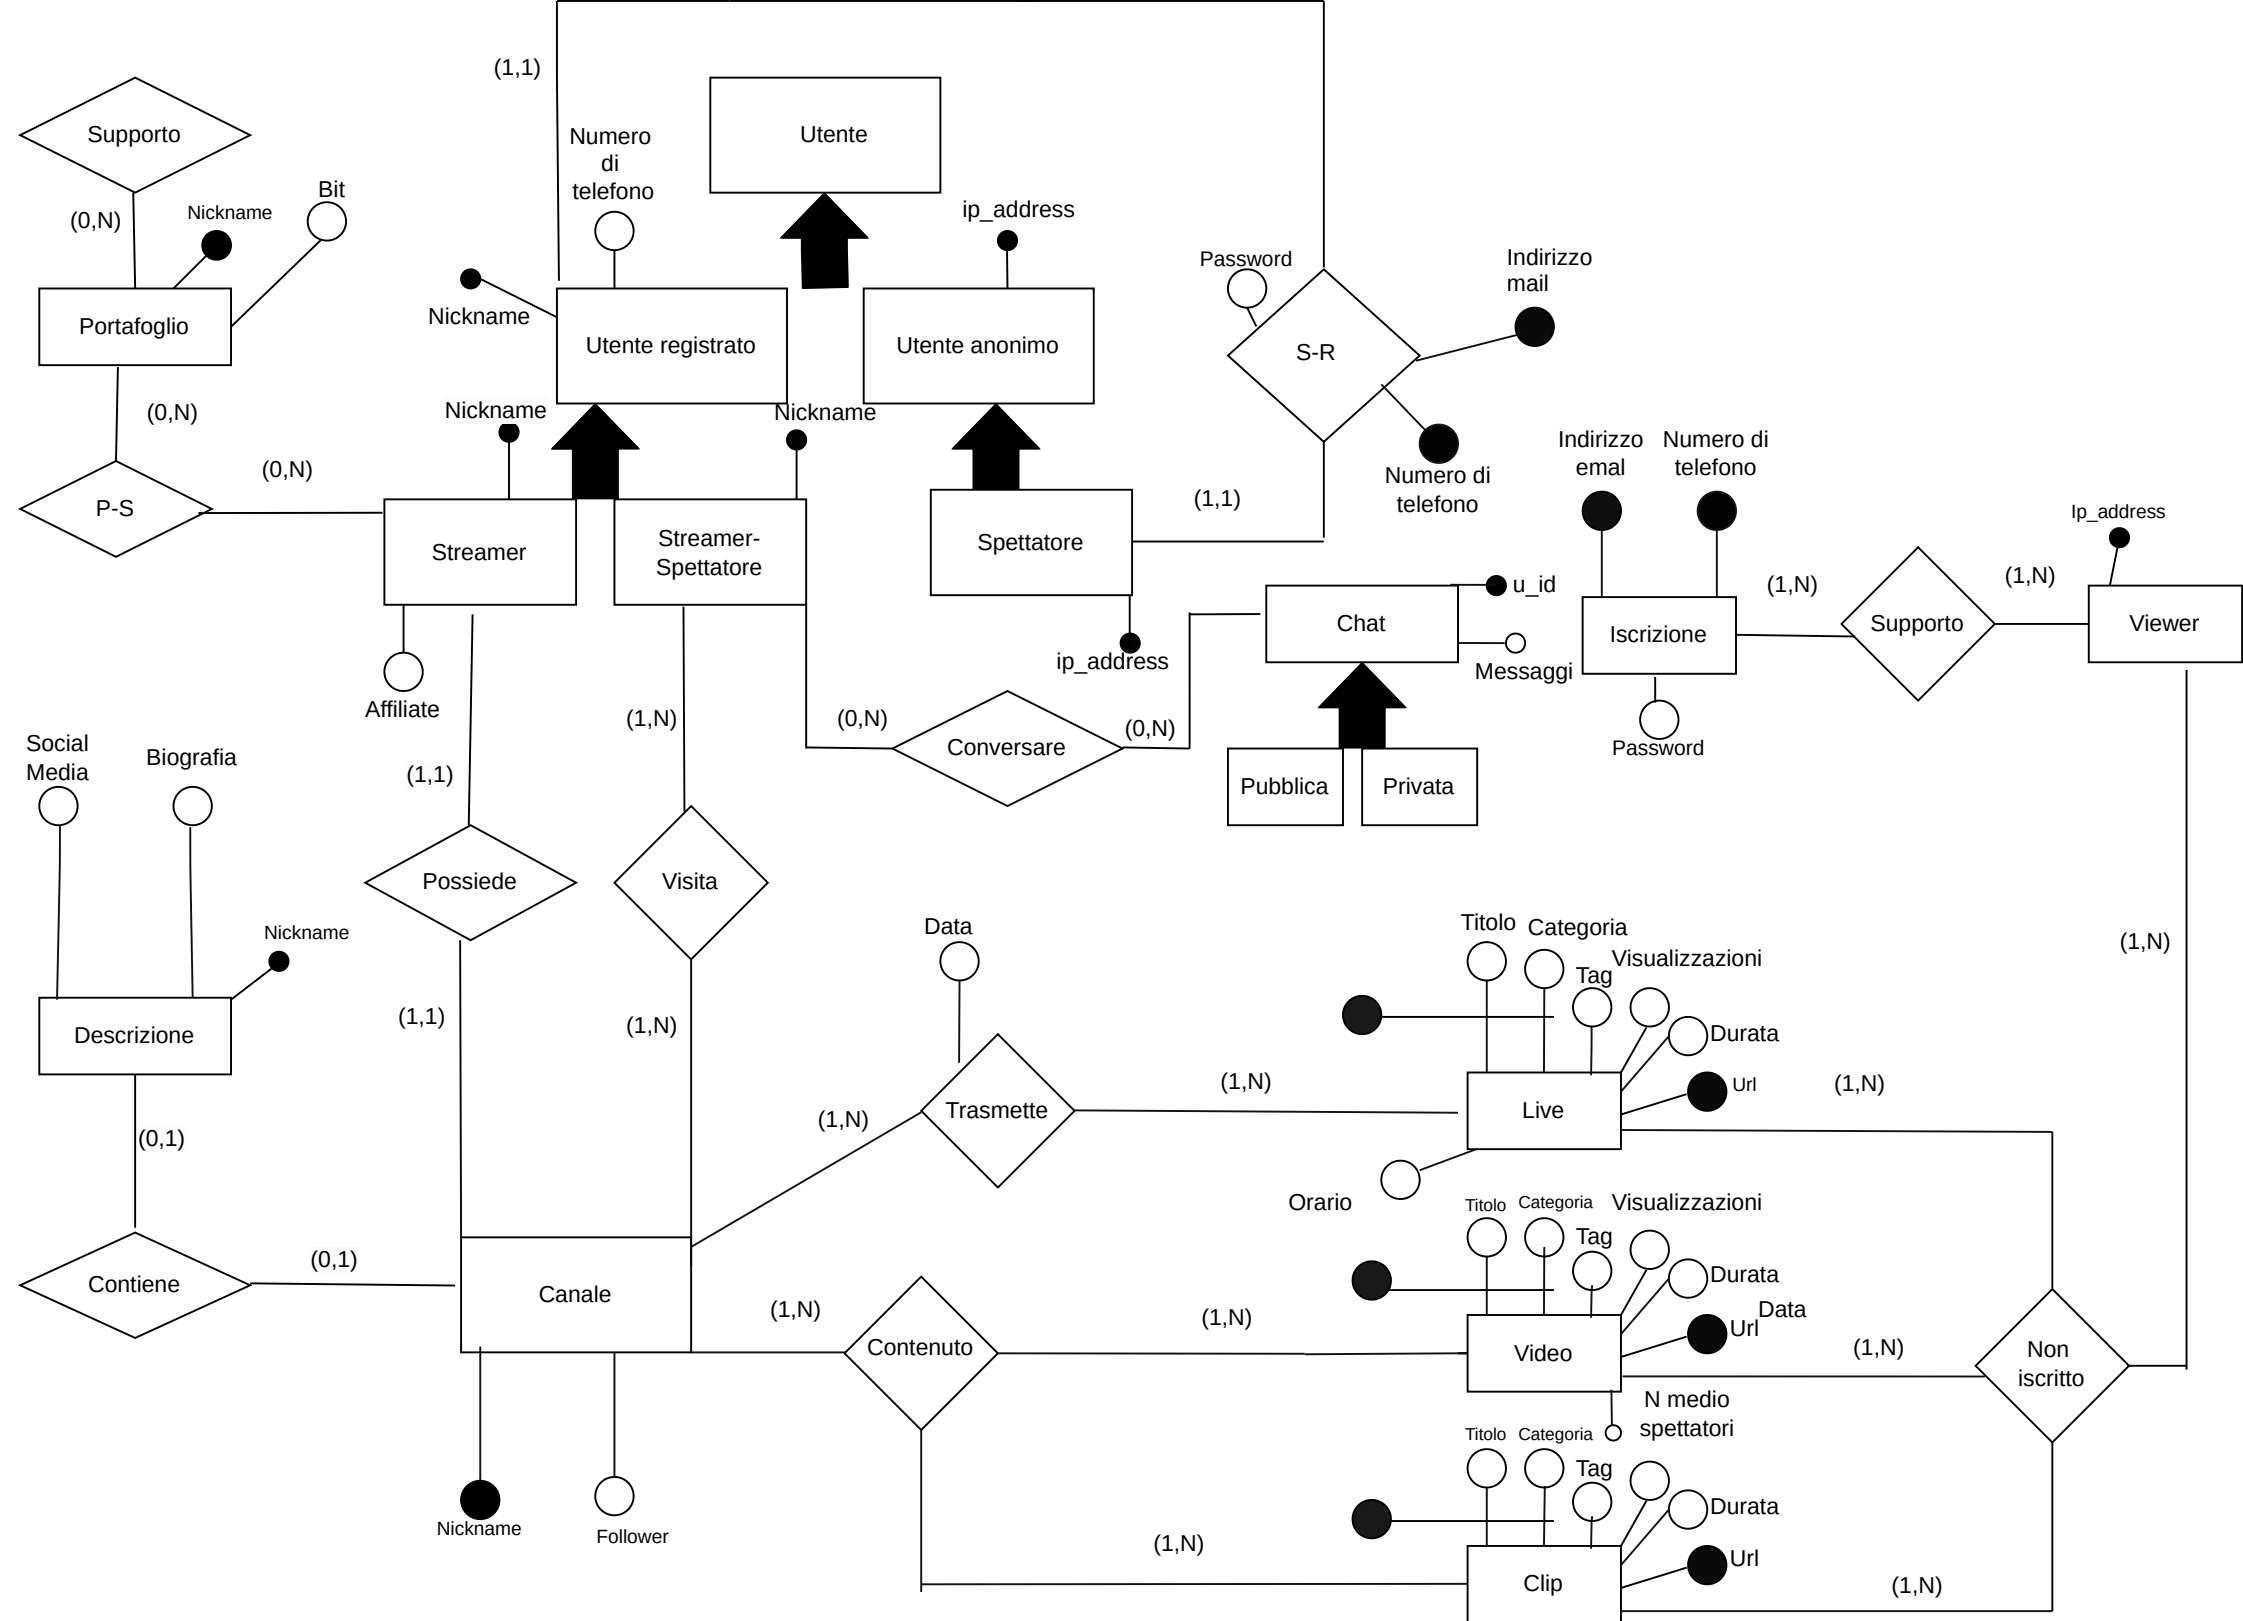 (1,1)
Supporto
Utente
Numero
di
telefono
Bit
Nickname
(0,N)
ip_address
Password
Indirizzo
mail
Nickname
Portafoglio
Utente registrato
Utente anonimo
S-R
(0,N)
Nickname
Nickname
Indirizzo
emal
Numero di
telefono
(0,N)
Numero di
telefono
(1,1)
P-S
Ip_address
Streamer
Streamer-
Spettatore
Spettatore
u_id
(1,N)
(1,N)
Chat
Iscrizione
Supporto
Viewer
ip_address
Messaggi
Affiliate
(1,N)
(0,N)
(0,N)
Conversare
Password
Social
Media
Biografia
(1,1)
Pubblica
Privata
Possiede
Visita
Nickname
Data
Titolo
Categoria
(1,N)
Visualizzazioni
Tag
(1,1)
(1,N)
Descrizione
Durata
(1,N)
Url
(1,N)
(1,N)
Trasmette
Live
(0,1)
Orario
Titolo
Categoria
Visualizzazioni
Tag
(0,1)
Contiene
Canale
Durata
(1,N)
(1,N)
Data
Url
Contenuto
Video
(1,N)
Non
iscritto
N medio
spettatori
Titolo
Categoria
Tag
Nickname
Follower
Durata
(1,N)
Url
Clip
(1,N)